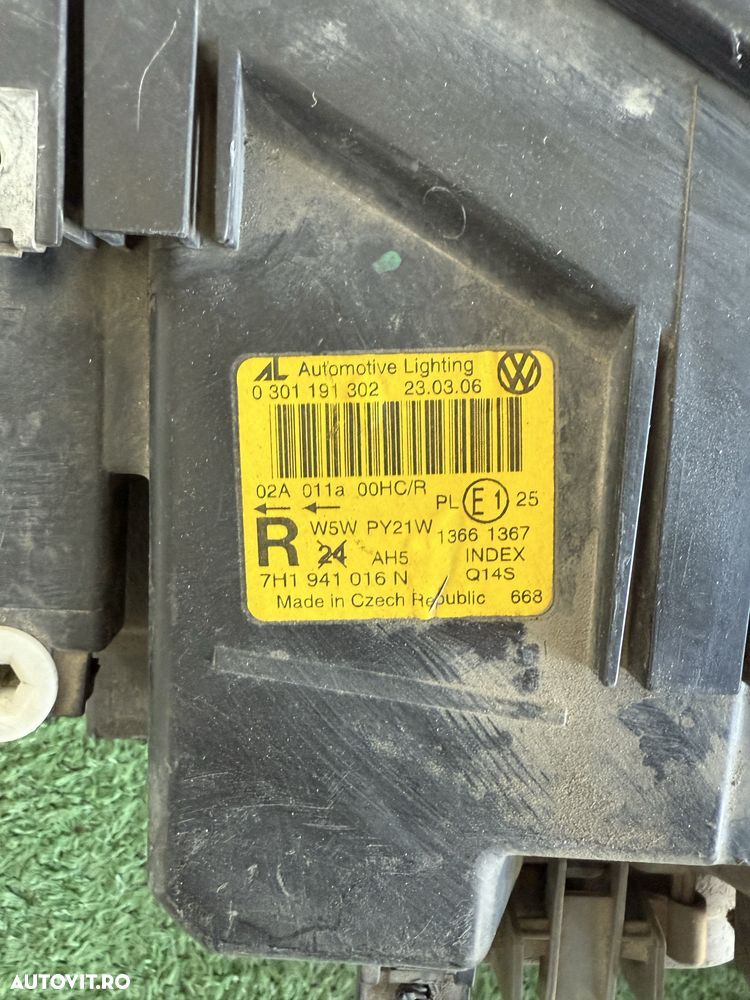 AL Automotive Lighting
0 301 191 302 23.03.06
02A 011a 00HC/R
PL E1 25
R W5W PY21W 1366 1367
24 AH5 INDEX
7H1 941 016 N Q14S
Made in Czech Republic 668
AUTOVIT.RO